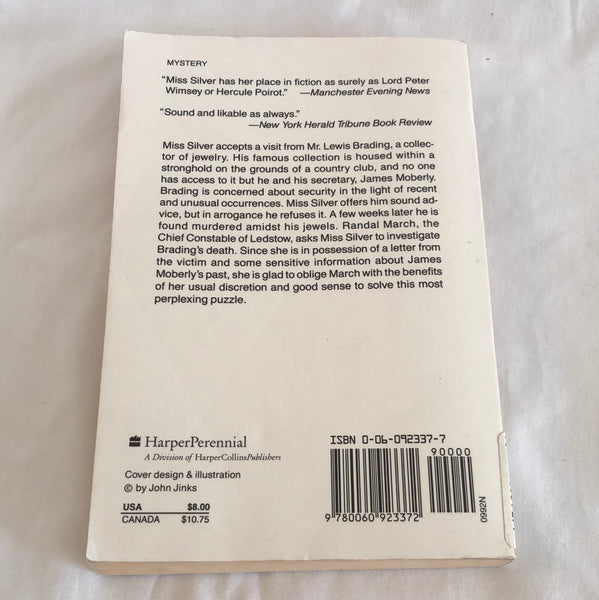 MYSTERY
"Miss Silver has her place in fiction as surely as Lord Peter
Wimsey or Hercule Poirot." —Manchester Evening News
"Sound and likable as always."
—New York Herald Tribune Book Review
Miss Silver accepts a visit from Mr. Lewis Brading, a collec-
tor of jewelry. His famous collection is housed within a
stronghold on the grounds of a country club, and no one
has access to it but he and his secretary, James Moberly.
Brading is concerned about security in the light of recent
and unusual occurrences. Miss Silver offers him sound ad-
vice, but in arrogance he refuses it. A few weeks later he is
found murdered amidst his jewels. Randal March, the
Chief Constable of Ledstow, asks Miss Silver to investigate
Brading's death. Since she is in possession of a letter from
the victim and some sensitive information about James
Moberly's past, she is glad to oblige March with the benefits
of her usual discretion and good sense to solve this most
perplexing puzzle.
HarperPerennial
A Division of HarperCollinsPublishers
Cover design & illustration
© by John Jinks
USA $8.00
CANADA $10.75
ISBN 0-06-092337-7
90000
9 780060 923372
0992N